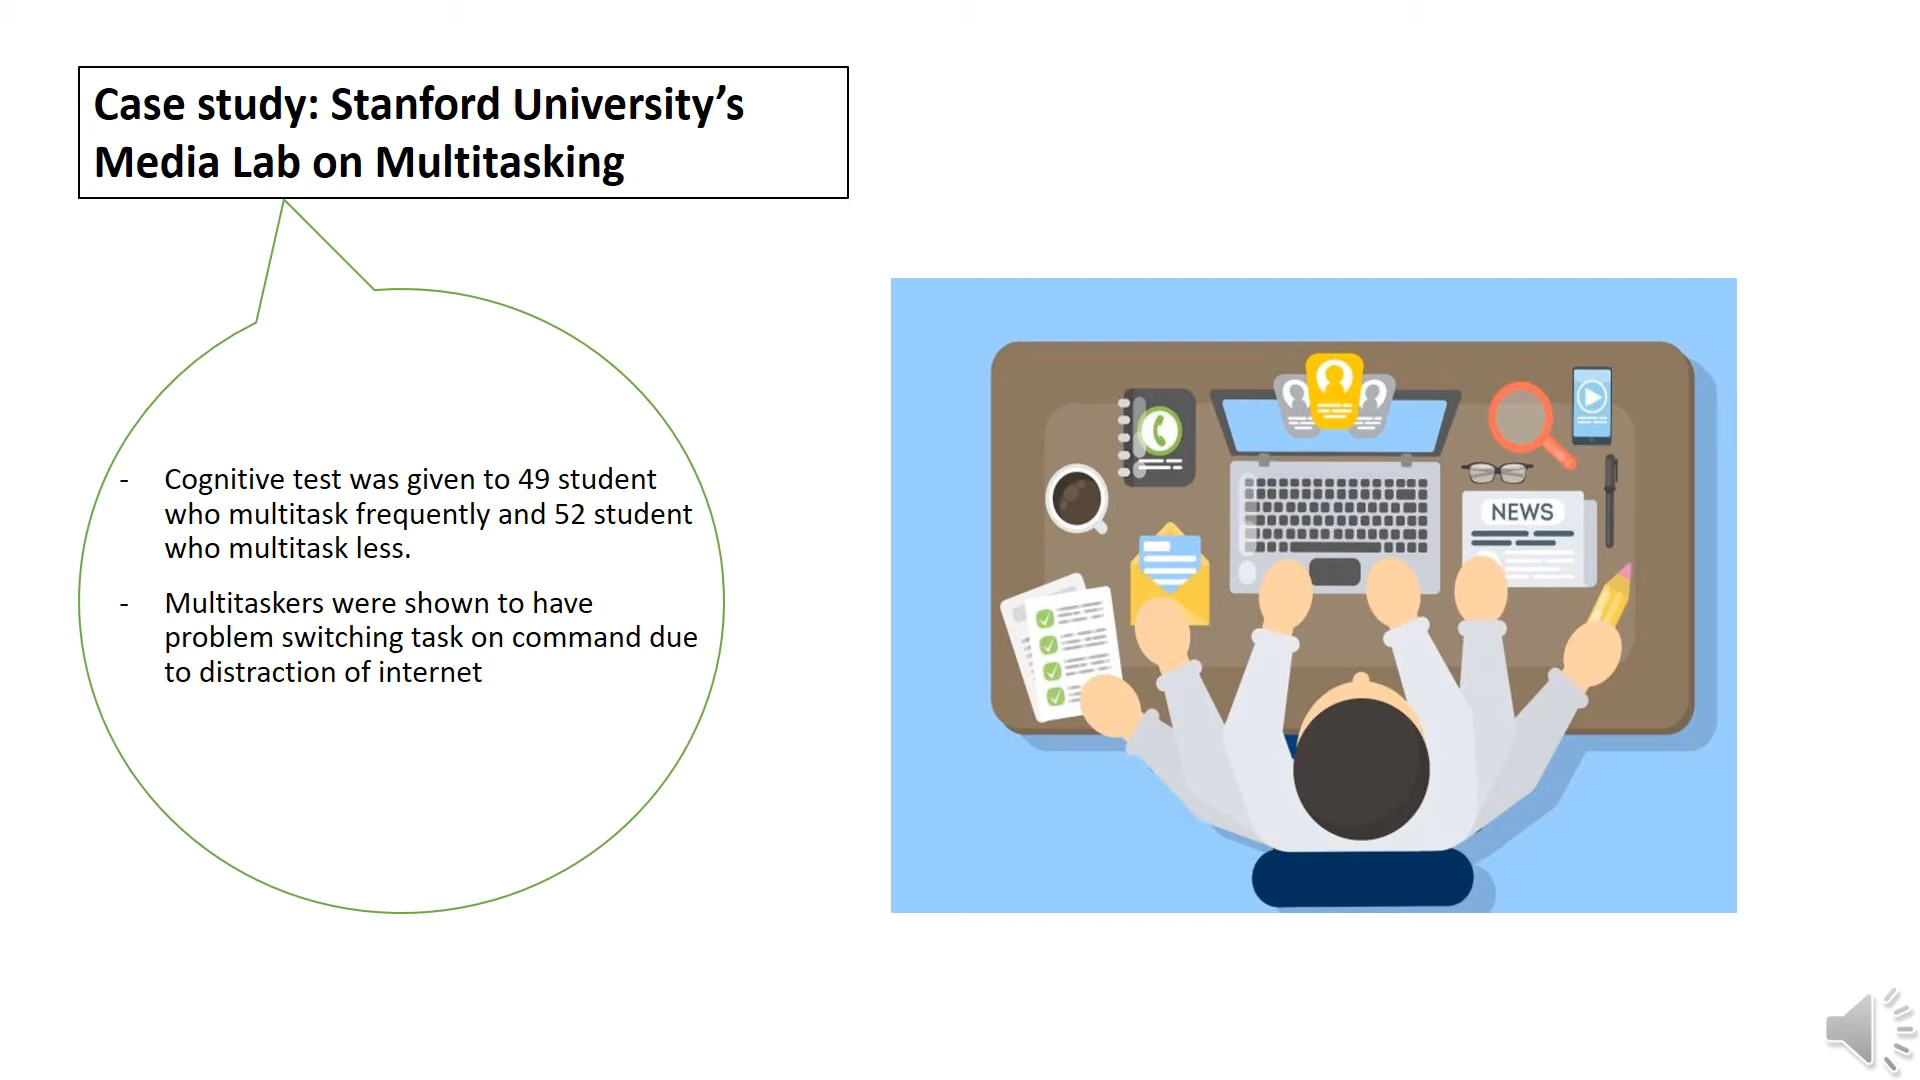 Case study: Stanford University’s
Media Lab on Multitasking
- Cognitive test was given to 49 student
who multitask frequently and 52 student
who multitask less.
- Multitaskers were shown to have
problem switching task on command due
to distraction of internet
NEWS